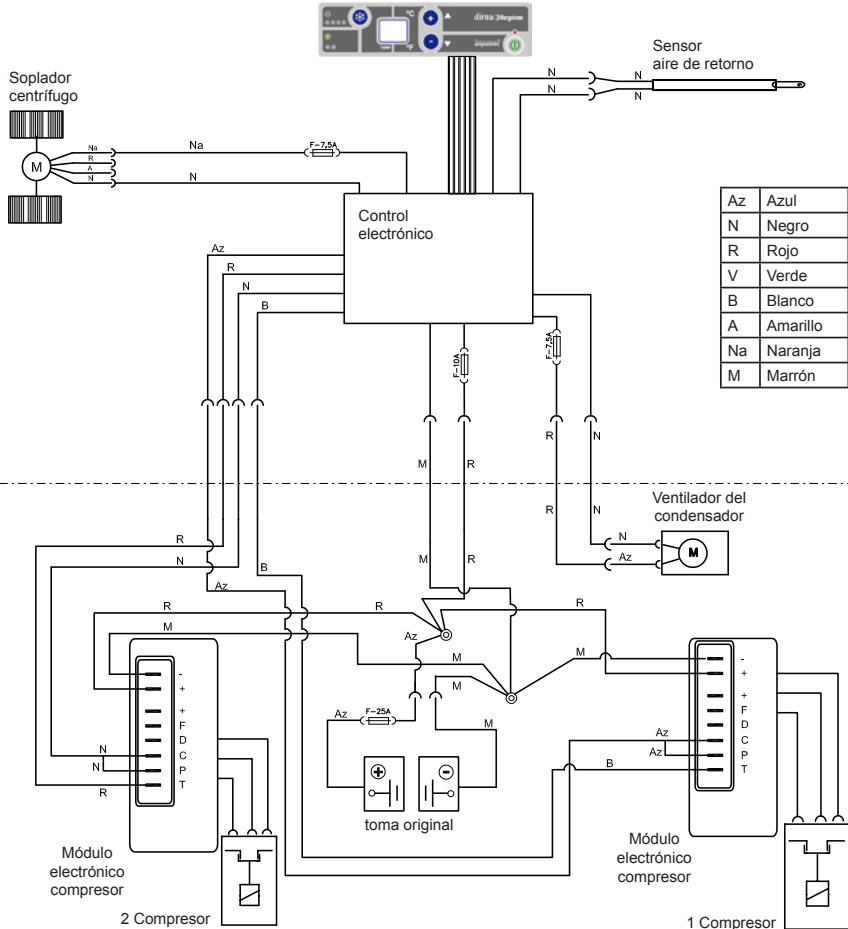 °C
°F
dirna Bergstrom
Sensor
aire de retorno
N
N
N
N
Soplador
centrífugo
M
Na
R
A
N
Na
N
F-7,5A
Control
electrónico
Az
R
N
B
F-10A
F-7,5A
Az Azul
N Negro
R Rojo
V Verde
B Blanco
A Amarillo
Na Naranja
M Marrón
M
R
R
N
R
N
Ventilador del
condensador
N
Az
M
R
N
B
Az
M
R
R
R
R
M
Az
M
M
M
Az
F-25A
M
toma original
-
+
+
F
D
C
P
T
N
N
R
Módulo
electrónico
compresor
2 Compresor
-
+
+
F
D
C
P
T
Az
Az
B
Módulo
electrónico
compresor
1 Compresor